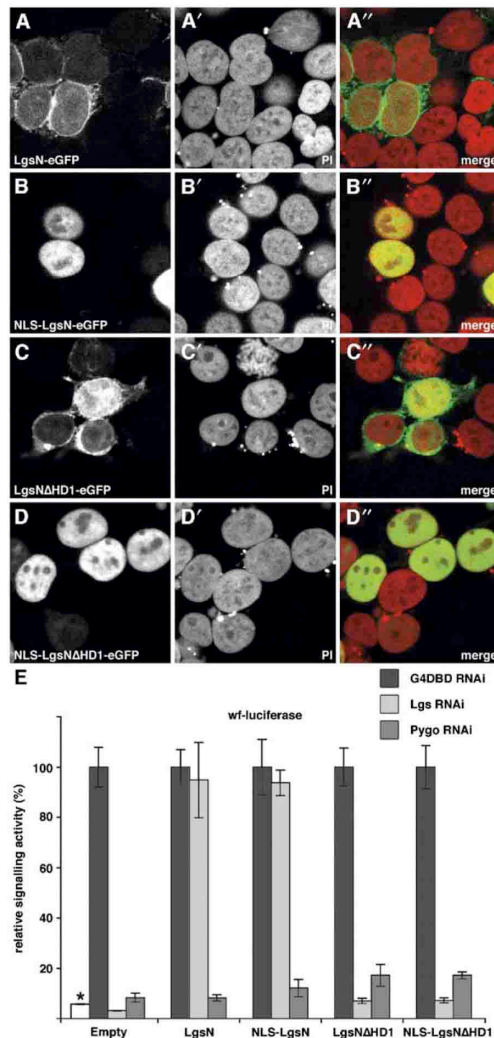 A
A′
A″
LgsN-eGFP
PI
merge
B
B′
B″
NLS-LgsN-eGFP
PI
merge
C
C′
C″
LgsNΔHD1-eGFP
PI
merge
D
D′
D″
NLS-LgsNΔHD1-eGFP
PI
merge
E
G4DBD RNAi
Lgs RNAi
Pygo RNAi
wf-luciferase
relative signalling activity (%)
100
80
60
40
20
*
Empty
LgsN
NLS-LgsN
LgsNΔHD1
NLS-LgsNΔHD1